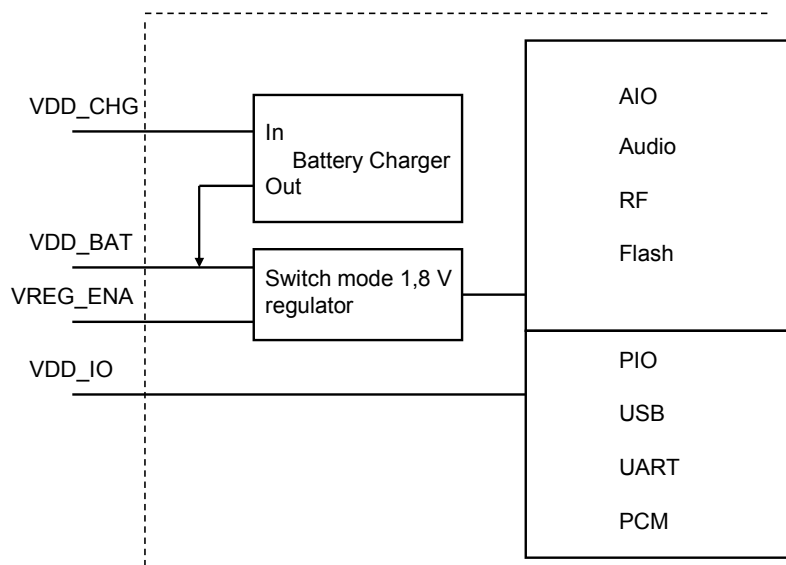 VDD_CHG
In
Battery Charger
Out
VDD_BAT
VREG_ENA
Switch mode 1,8 V
regulator
VDD_IO
AIO
Audio
RF
Flash
PIO
USB
UART
PCM